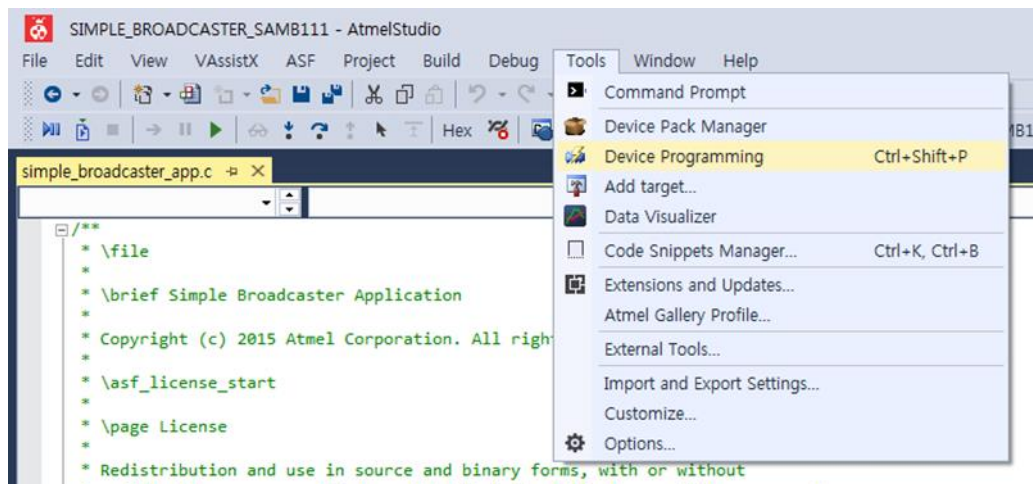 SIMPLE_BROADCASTER_SAMB111 - AtmelStudio
File Edit View VAssistX ASF Project Build Debug Tools Window Help
Hex
simple_broadcaster_app.c
Command Prompt
Device Pack Manager
Device Programming Ctrl+Shift+P
Add target...
Data Visualizer
Code Snippets Manager... Ctrl+K, Ctrl+B
Extensions and Updates...
Atmel Gallery Profile...
External Tools...
Import and Export Settings...
Customize...
Options...
/**
* \file
*
* \brief Simple Broadcaster Application
*
* Copyright (c) 2015 Atmel Corporation. All righ
*
* \asf_license_start
*
* \page License
*
* Redistribution and use in source and binary forms, with or without